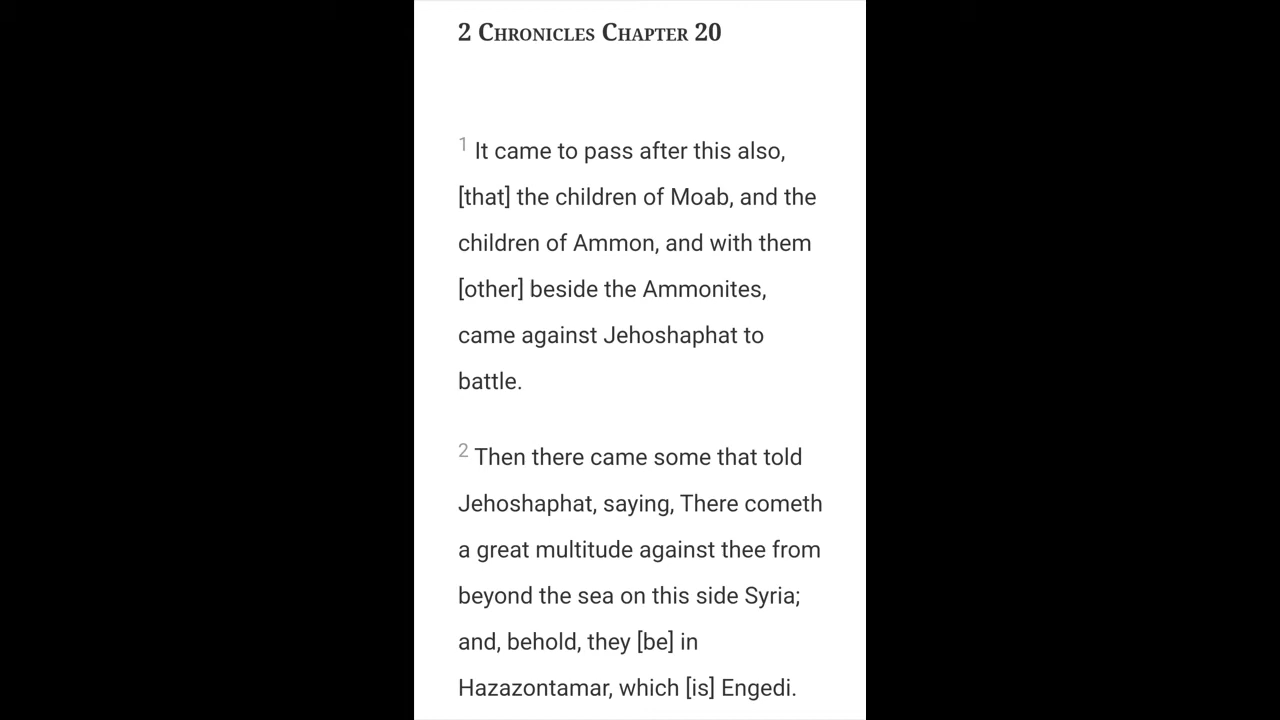 2 Chronicles Chapter 20
1 It came to pass after this also,
[that] the children of Moab, and the
children of Ammon, and with them
[other] beside the Ammonites,
came against Jehoshaphat to
battle.
2 Then there came some that told
Jehoshaphat, saying, There cometh
a great multitude against thee from
beyond the sea on this side Syria;
and, behold, they [be] in
Hazazontamar, which [is] Engedi.